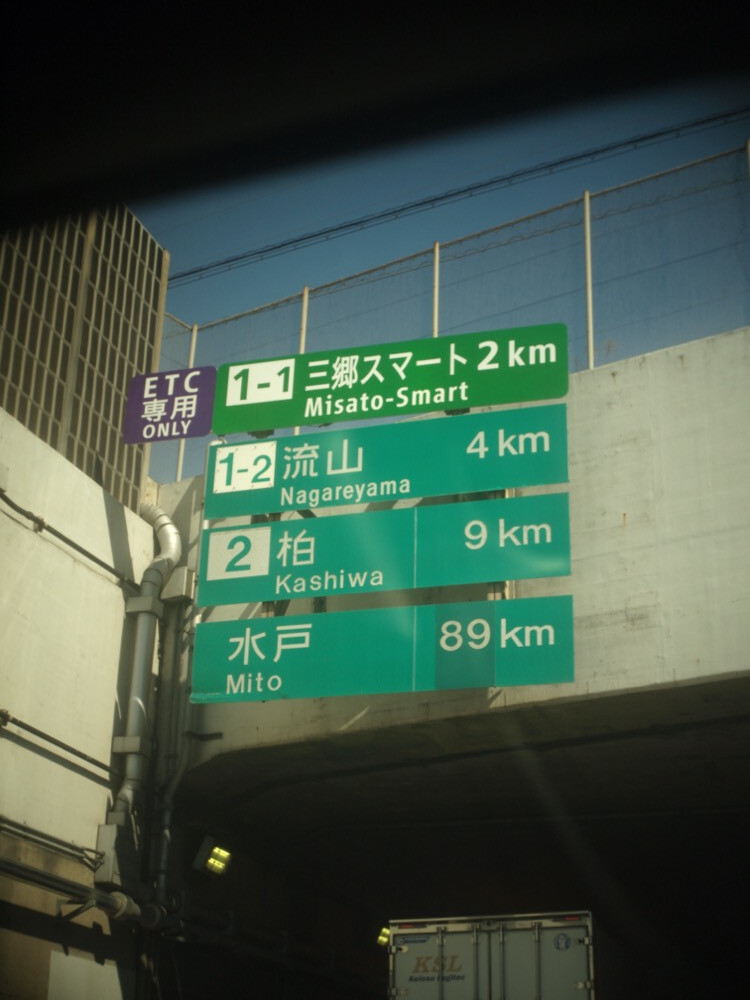 ETC
専用
ONLY
1-1 三郷スマート 2 km
Misato-Smart
1-2 流山 4 km
Nagareyama
2 柏 9 km
Kashiwa
水戸 89 km
Mito
KSL